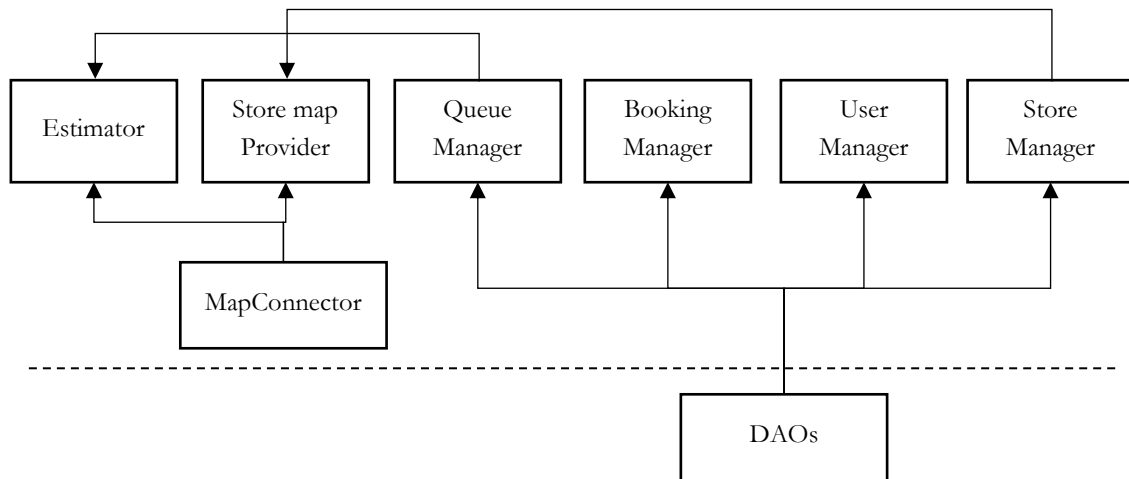 Estimator
Store map
Provider
Queue
Manager
Booking
Manager
User
Manager
Store
Manager
MapConnector
DAOs